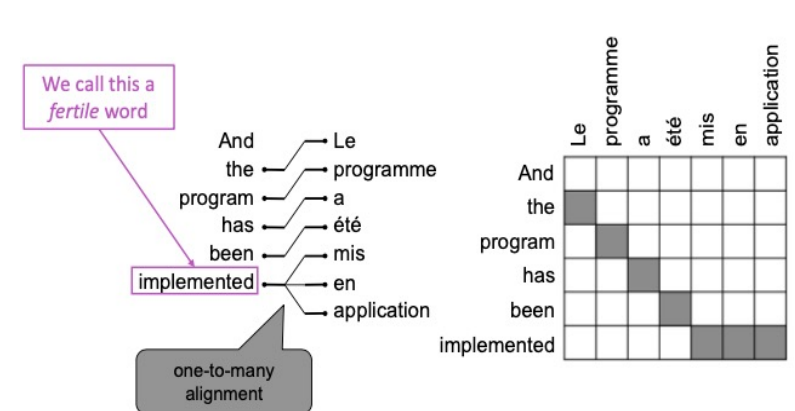 We call this a
fertile word
And
the
program
has
been
implemented
Le
programme
a
été
mis
en
application
one-to-many
alignment
Le
programme
a
été
mis
en
application
And
the
program
has
been
implemented